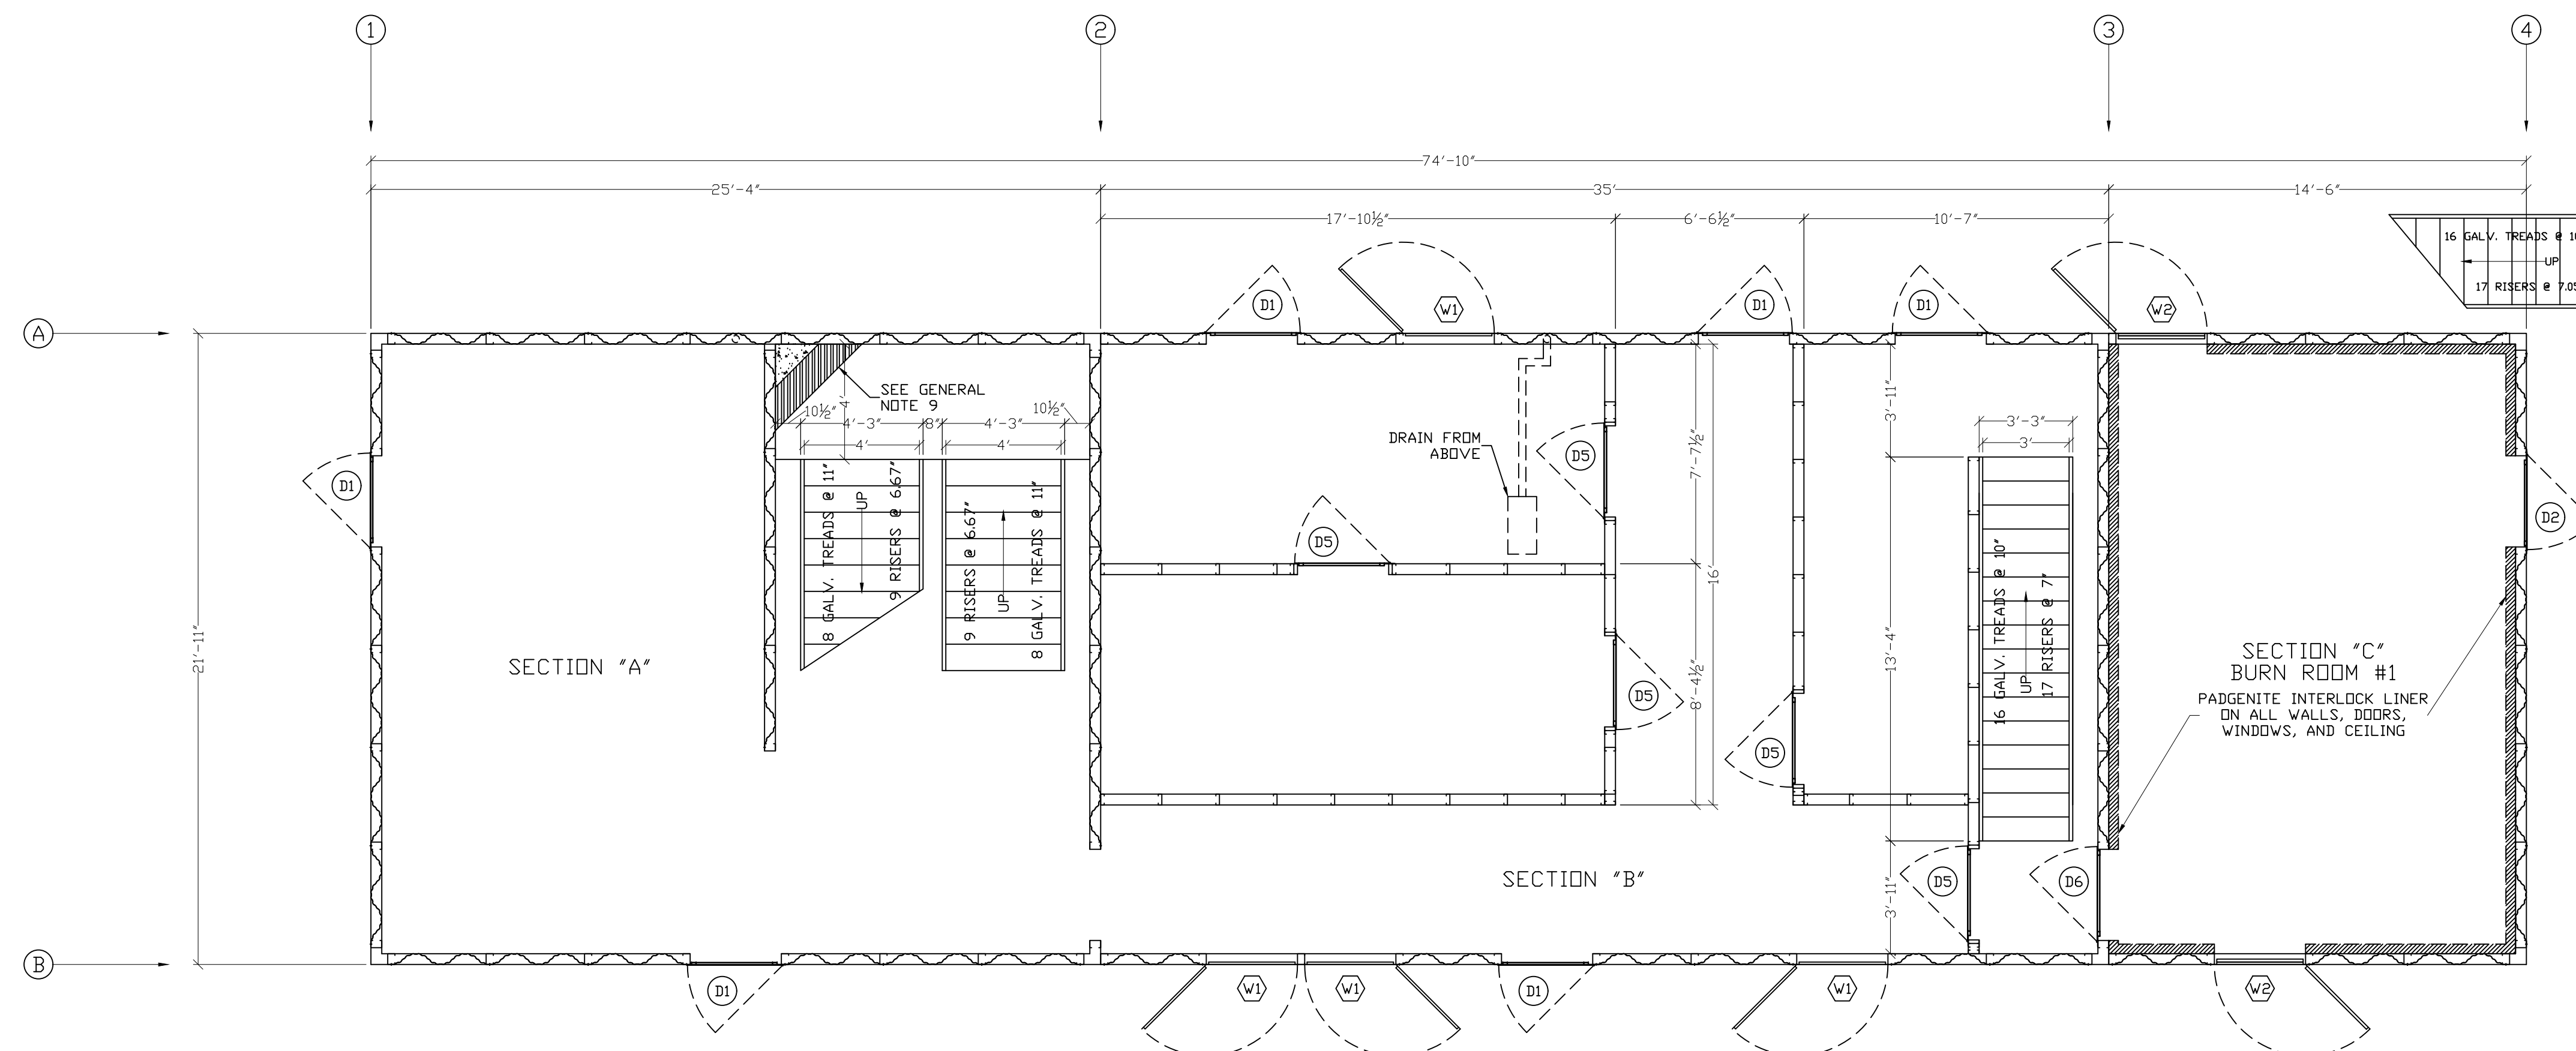 1
2
3
4
74'-10"
25'-4"
35'
14'-6"
17'-10½"
6'-6½"
10'-7"
16 GALV. TREADS @
UP
17 RISERS @
A
D1
W1
D1
D1
W2
SEE GENERAL
NOTE 9
4'
10½"
4'-3"
8"
4'-3"
10½"
4'
4'
DRAIN FROM
ABOVE
D5
7'-7½"
3'-11"
3'-3"
3'
D1
8 GALV. TREADS @ 11"
UP
9 RISERS @ 6.67"
9 RISERS @ 6.67"
UP
8 GALV. TREADS @ 11"
D5
16'
D2
21'-11"
SECTION "A"
8'-4½"
D5
D5
13'-4"
16 GALV. TREADS @ 10"
UP
17 RISERS @ 7"
SECTION "C"
BURN ROOM #1
PADGENITE INTERLOCK LINER
ON ALL WALLS, DOORS,
WINDOWS, AND CEILING
SECTION "B"
3'-11"
D5
D6
B
D1
W1
W1
D1
W1
W2